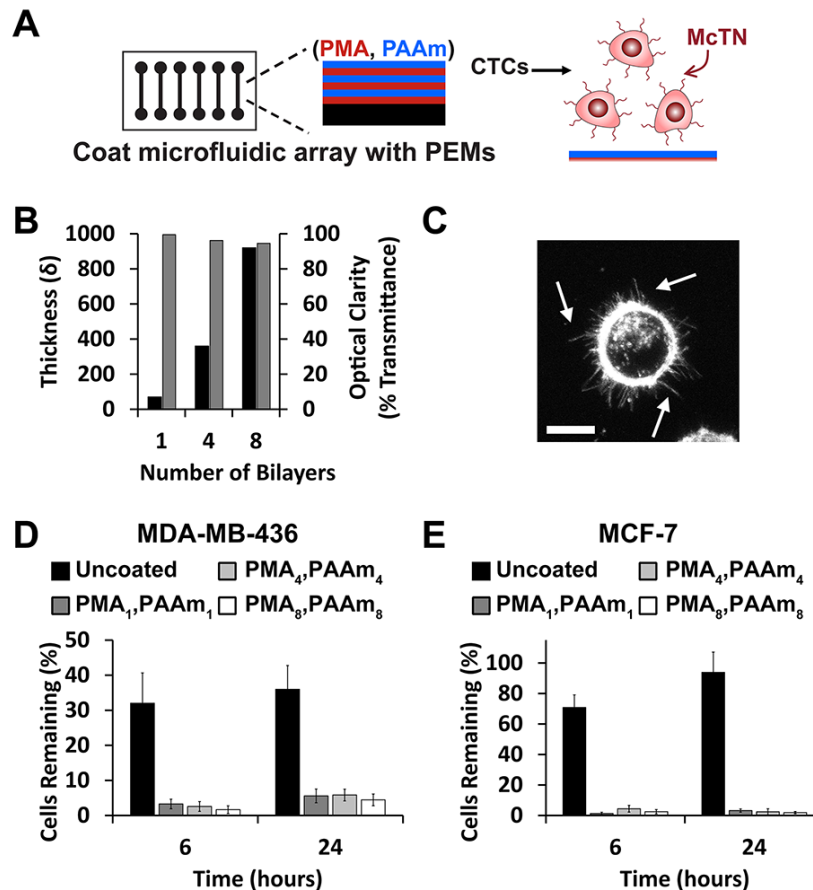 A
(PMA, PAAm)
CTCs
McTN
Coat microfluidic array with PEMs
B
Thickness (δ)
1000
800
600
400
200
0
100
80
60
40
20
0
Optical Clarity
(% Transmittance)
1 4 8
Number of Bilayers
C
D
MDA-MB-436
Uncoated
PMA₄,PAAm₄
PMA₁,PAAm₁
PMA₈,PAAm₈
Cells Remaining (%)
50
40
30
20
10
0
6 24
Time (hours)
E
MCF-7
Uncoated
PMA₄,PAAm₄
PMA₁,PAAm₁
PMA₈,PAAm₈
Cells Remaining (%)
100
80
60
40
20
0
6 24
Time (hours)